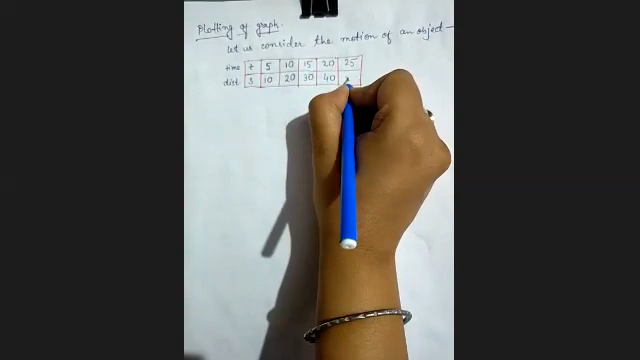 Plotting of graph.
Let us consider the motion of an object —
time t 5 10 15 20 25
dist s 10 20 30 40